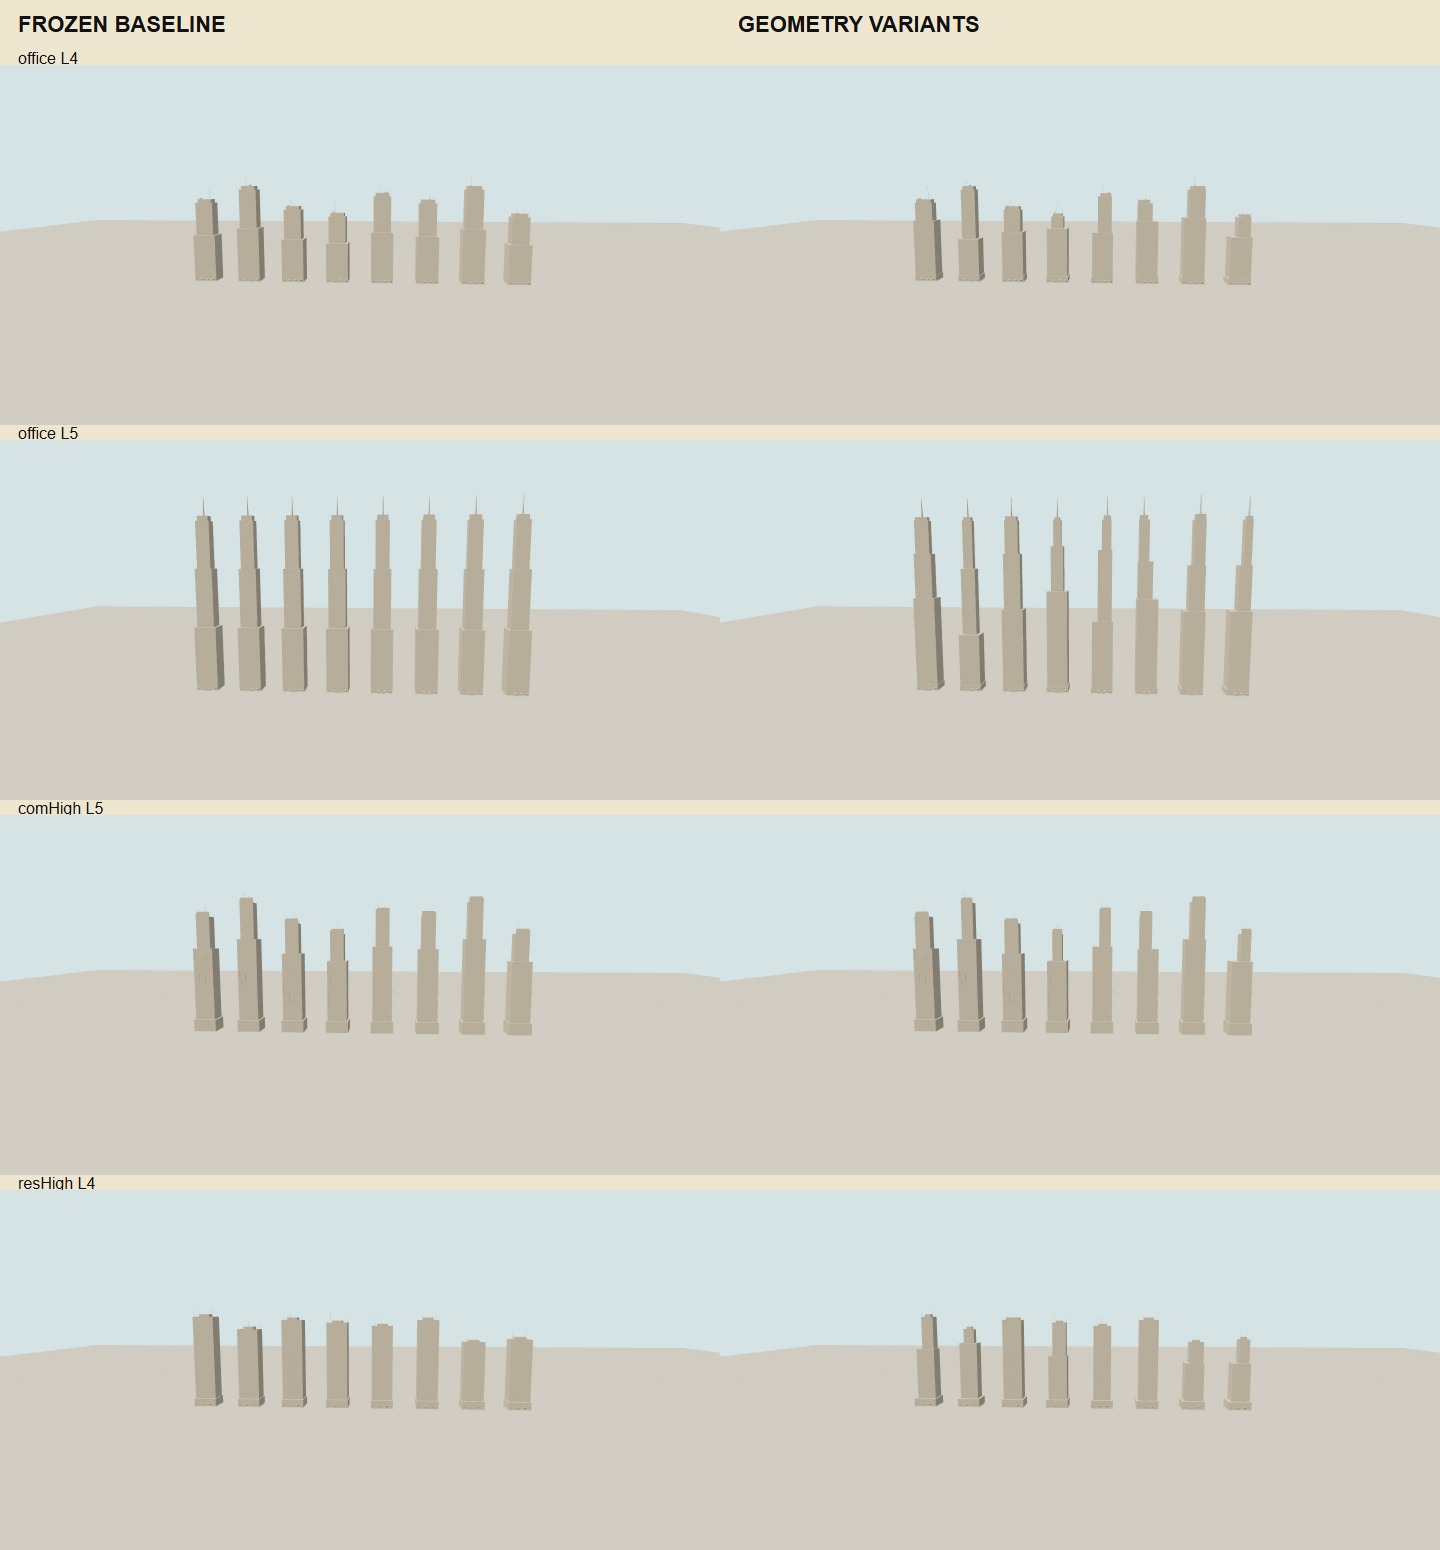 FROZEN BASELINE
GEOMETRY VARIANTS
office L4
office L5
comHigh L5
resHigh L4